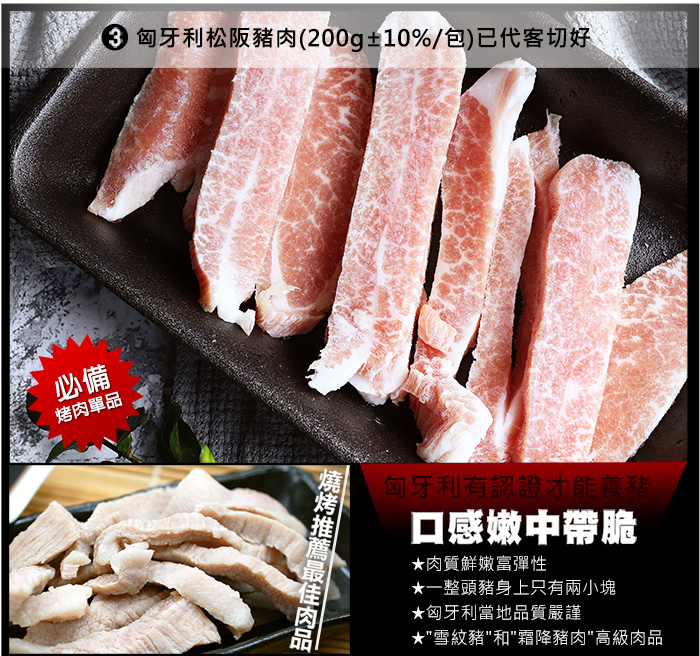 ❸ 匈牙利松阪豬肉(200g±10%/包)已代客切好
必備
烤肉單品
燒烤推薦最佳肉品
匈牙利有認證才能養豬
口感嫩中帶脆
★肉質鮮嫩富彈性
★一整頭豬身上只有兩小塊
★匈牙利當地品質嚴謹
★"雪紋豬"和"霜降豬肉"高級肉品